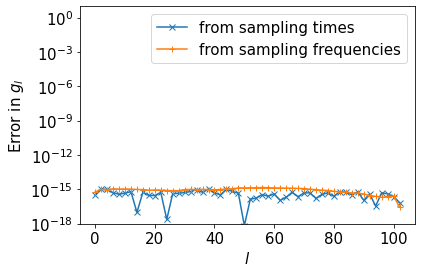 from sampling times
from sampling frequencies
Error in $g_l$
$10^{0}$
$10^{-3}$
$10^{-6}$
$10^{-9}$
$10^{-12}$
$10^{-15}$
$10^{-18}$
0 20 40 60 80 100
$l$